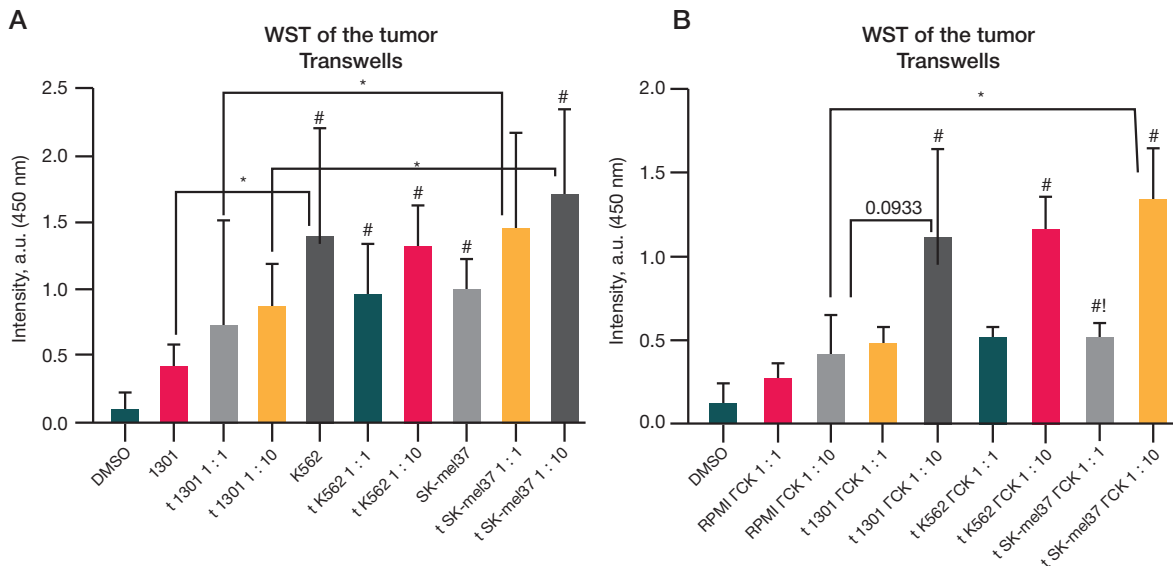 A
WST of the tumor
Transwells
Intensity, a.u. (450 nm)
2.5
2.0
1.5
1.0
0.5
0.0
*
*
*
#
#
#
#
#
DMSO
1301
t 1301 1 : 1
t 1301 1 : 10
K562
t K562 1 : 1
t K562 1 : 10
SK-mel37
t SK-mel37 1 : 1
t SK-mel37 1 : 10
B
WST of the tumor
Transwells
Intensity, a.u. (450 nm)
2.0
1.5
1.0
0.5
0.0
*
0.0933
#
#
#!
#
DMSO
RPMI ГСК 1 : 1
RPMI ГСК 1 : 10
t 1301 ГСК 1 : 1
t 1301 ГСК 1 : 10
t K562 ГСК 1 : 1
t K562 ГСК 1 : 10
t SK-mel37 ГСК 1 : 1
t SK-mel37 ГСК 1 : 10